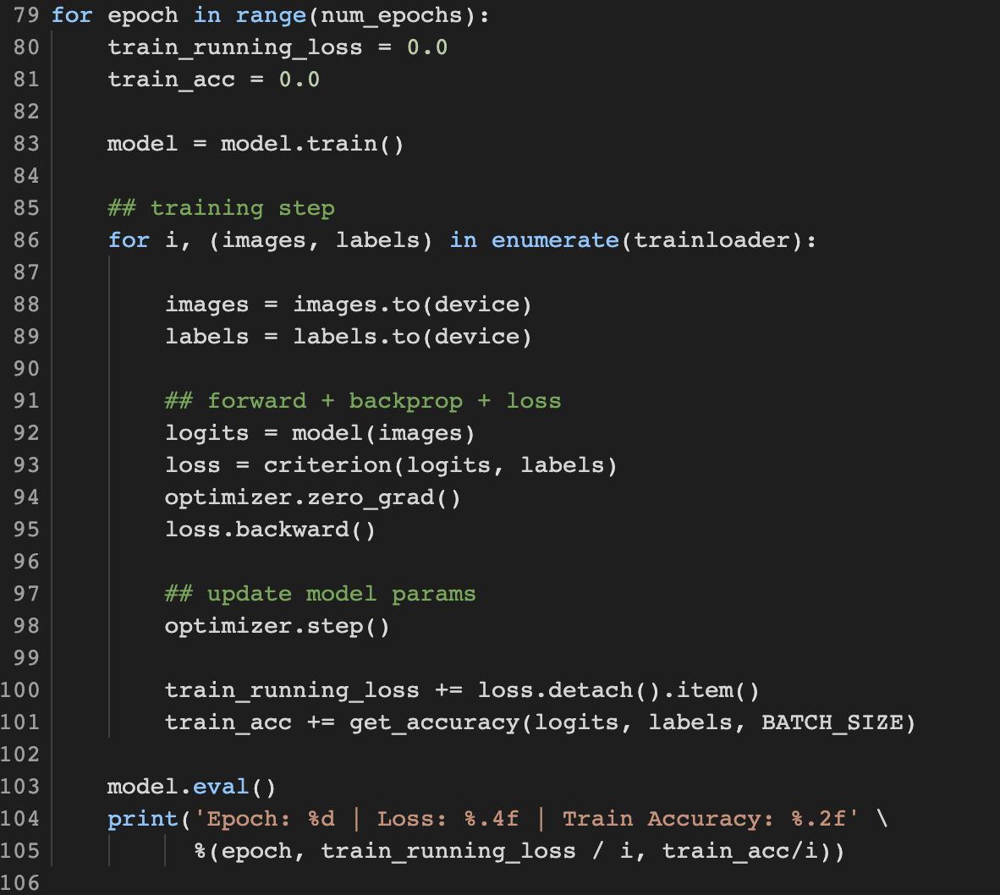 79 for epoch in range(num_epochs):
80     train_running_loss = 0.0
81     train_acc = 0.0
82
83     model = model.train()
84
85     ## training step
86     for i, (images, labels) in enumerate(trainloader):
87
88         images = images.to(device)
89         labels = labels.to(device)
90
91         ## forward + backprop + loss
92         logits = model(images)
93         loss = criterion(logits, labels)
94         optimizer.zero_grad()
95         loss.backward()
96
97         ## update model params
98         optimizer.step()
99
100         train_running_loss += loss.detach().item()
101         train_acc += get_accuracy(logits, labels, BATCH_SIZE)
102
103     model.eval()
104     print('Epoch: %d | Loss: %.4f | Train Accuracy: %.2f' \
105           %(epoch, train_running_loss / i, train_acc/i))
106